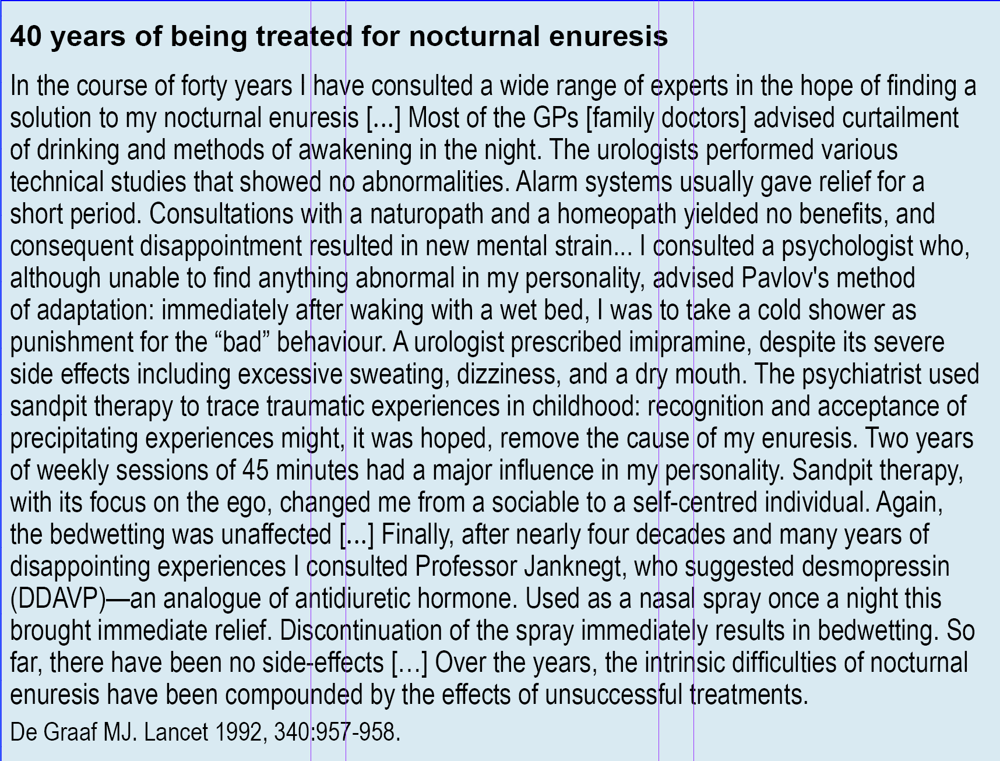 40 years of being treated for nocturnal enuresis
In the course of forty years I have consulted a wide range of experts in the hope of finding a
solution to my nocturnal enuresis [...] Most of the GPs [family doctors] advised curtailment
of drinking and methods of awakening in the night. The urologists performed various
technical studies that showed no abnormalities. Alarm systems usually gave relief for a
short period. Consultations with a naturopath and a homeopath yielded no benefits, and
consequent disappointment resulted in new mental strain... I consulted a psychologist who,
although unable to find anything abnormal in my personality, advised Pavlov's method
of adaptation: immediately after waking with a wet bed, I was to take a cold shower as
punishment for the “bad” behaviour. A urologist prescribed imipramine, despite its severe
side effects including excessive sweating, dizziness, and a dry mouth. The psychiatrist used
sandpit therapy to trace traumatic experiences in childhood: recognition and acceptance of
precipitating experiences might, it was hoped, remove the cause of my enuresis. Two years
of weekly sessions of 45 minutes had a major influence in my personality. Sandpit therapy,
with its focus on the ego, changed me from a sociable to a self-centred individual. Again,
the bedwetting was unaffected [...] Finally, after nearly four decades and many years of
disappointing experiences I consulted Professor Janknegt, who suggested desmopressin
(DDAVP)—an analogue of antidiuretic hormone. Used as a nasal spray once a night this
brought immediate relief. Discontinuation of the spray immediately results in bedwetting. So
far, there have been no side-effects [...] Over the years, the intrinsic difficulties of nocturnal
enuresis have been compounded by the effects of unsuccessful treatments.
De Graaf MJ. Lancet 1992, 340:957-958.